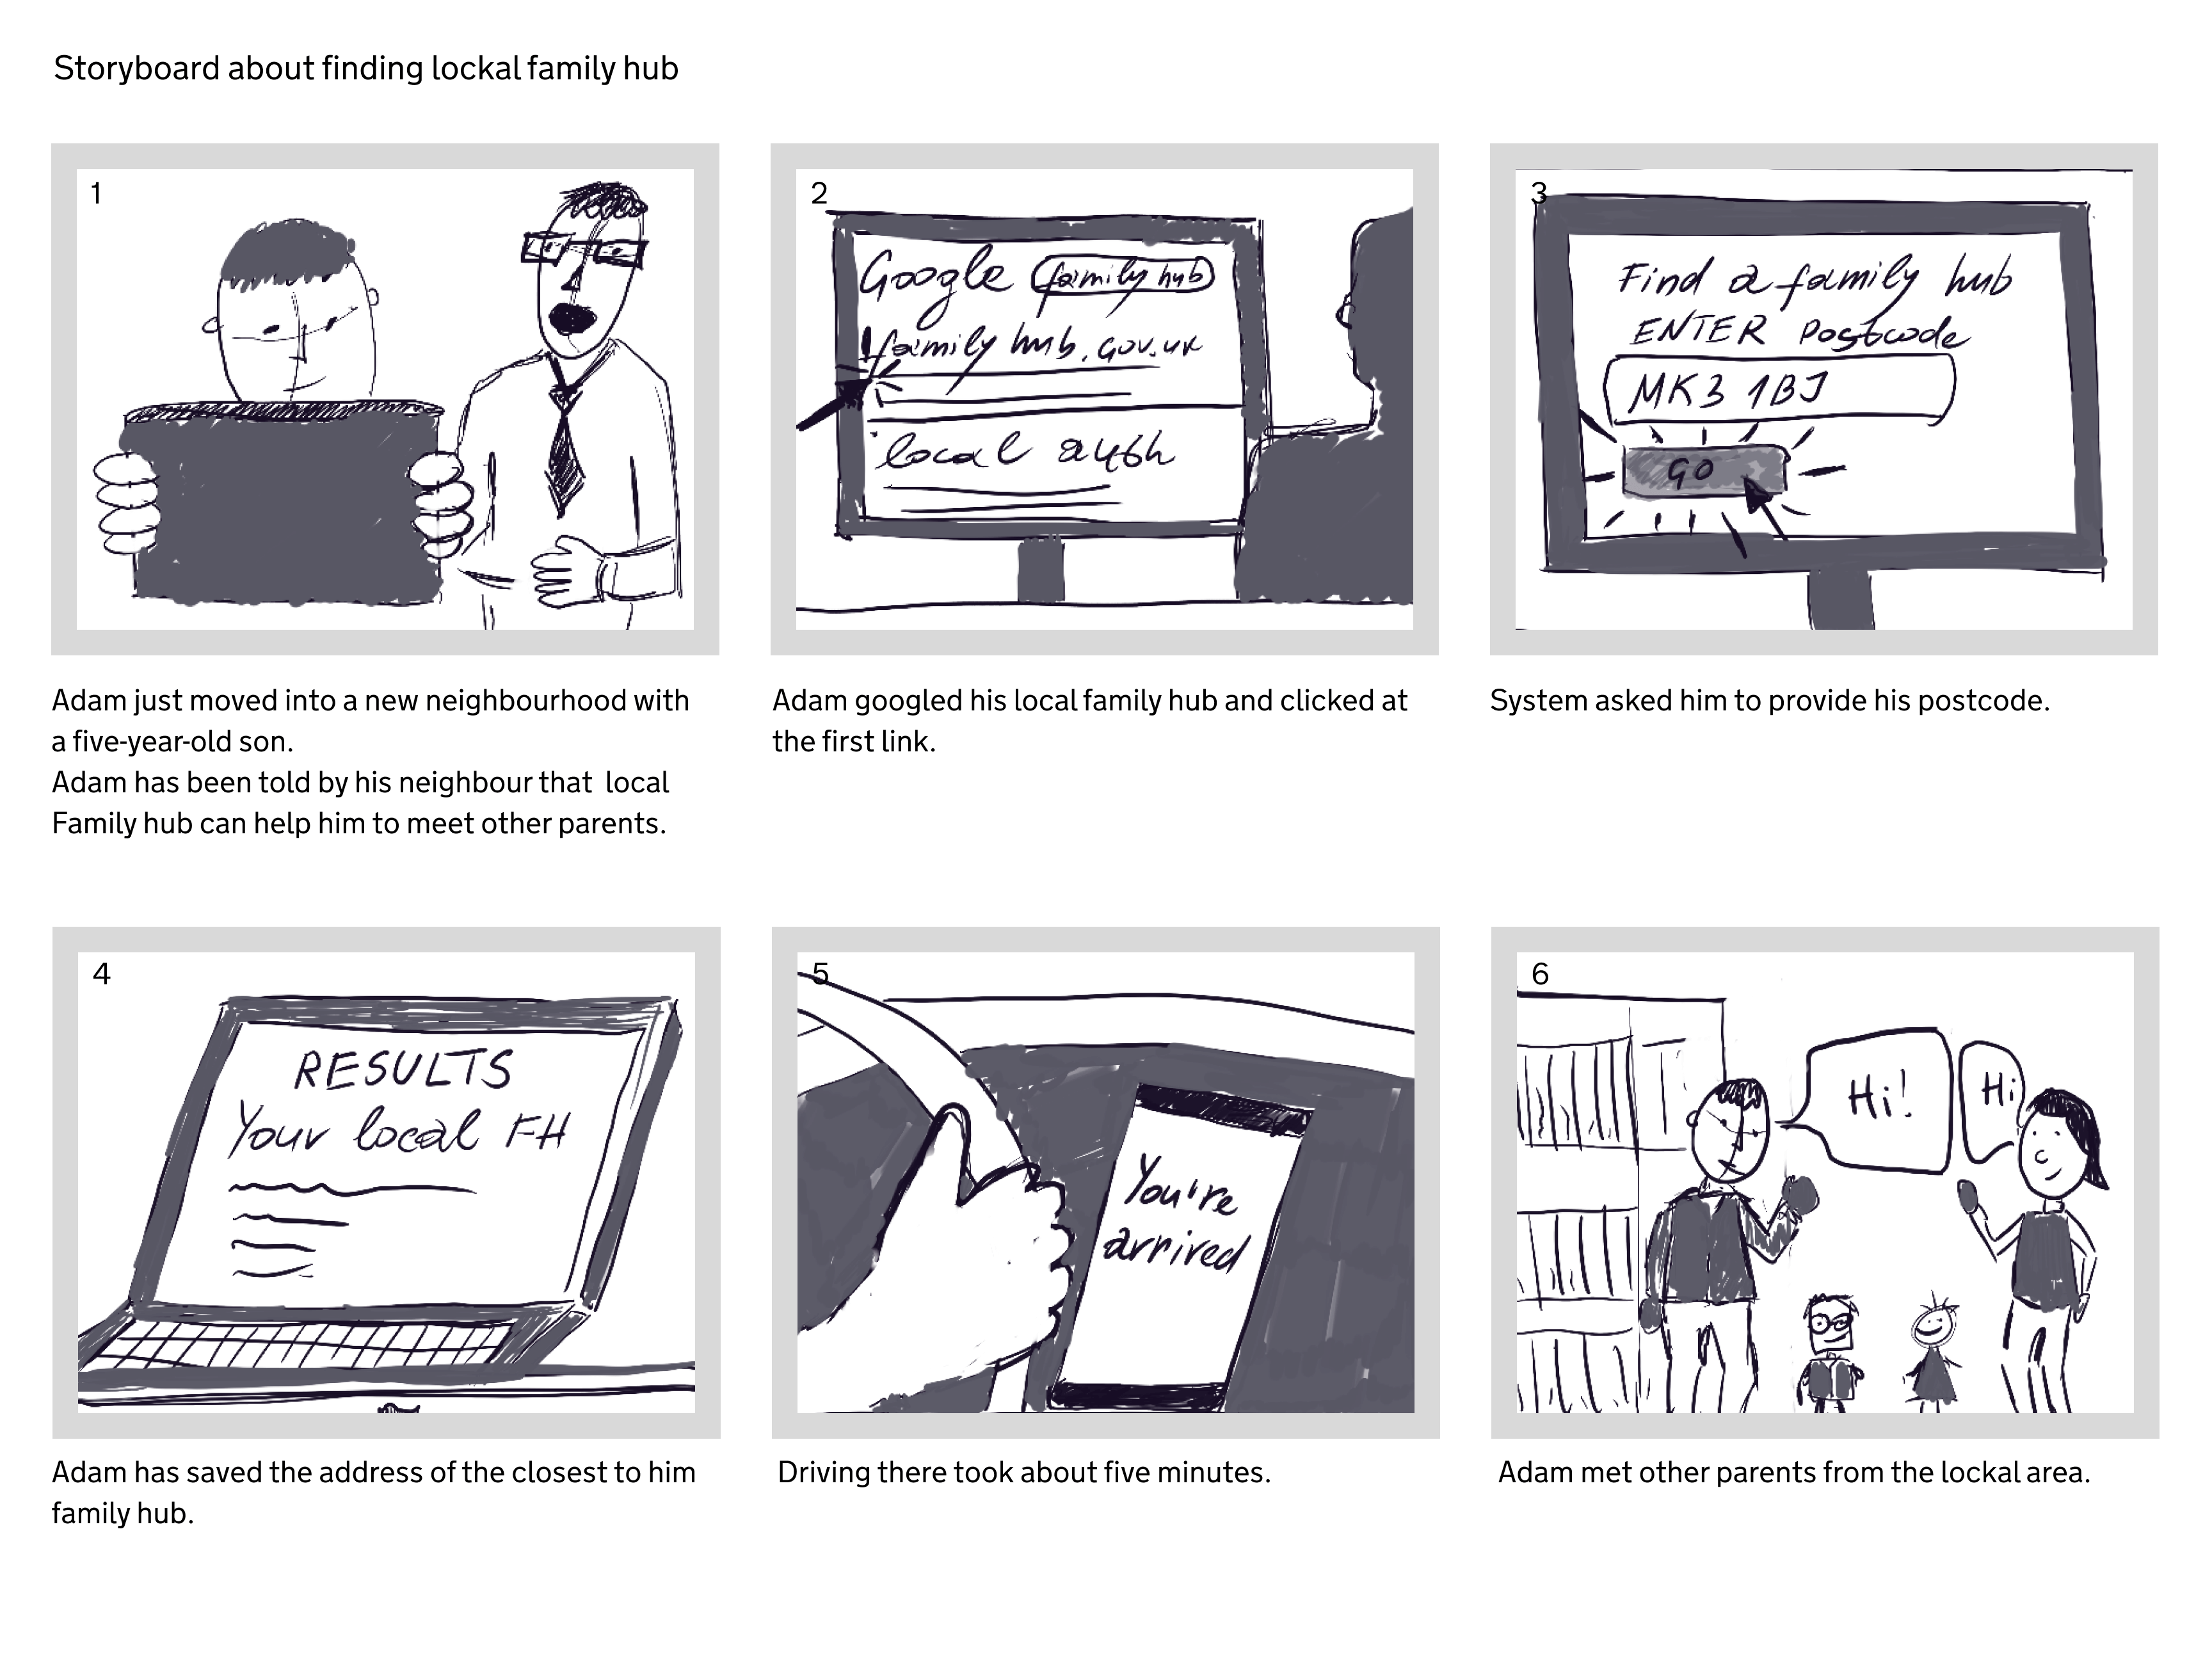 Storyboard about finding lockal family hub
1
Adam just moved into a new neighbourhood with
a five-year-old son.
Adam has been told by his neighbour that local
Family hub can help him to meet other parents.
2
Google family hub
family hub.gov.uk
local auth
Adam googled his local family hub and clicked at
the first link.
3
Find a family hub
ENTER Postcode
MK3 1BJ
GO
System asked him to provide his postcode.
4
RESULTS
Your local FH
Adam has saved the address of the closest to him
family hub.
5
You're
arrived
Driving there took about five minutes.
6
Hi!
Hi
Adam met other parents from the lockal area.